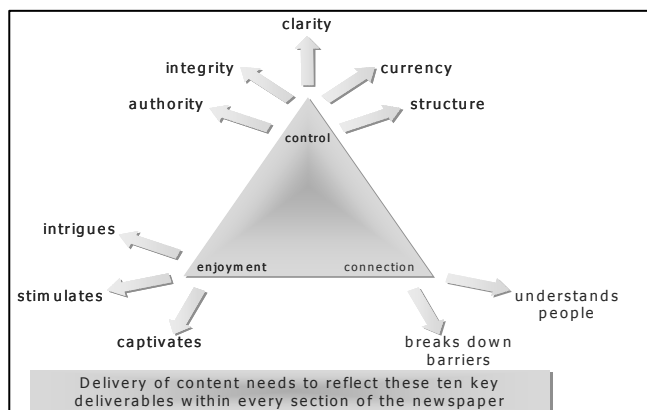 clarity
integrity
currency
authority
structure
control
intrigues
enjoyment
connection
stimulates
understands
people
captivates
breaks down
barriers
Delivery of content needs to reflect these ten key
deliverables within every section of the newspaper